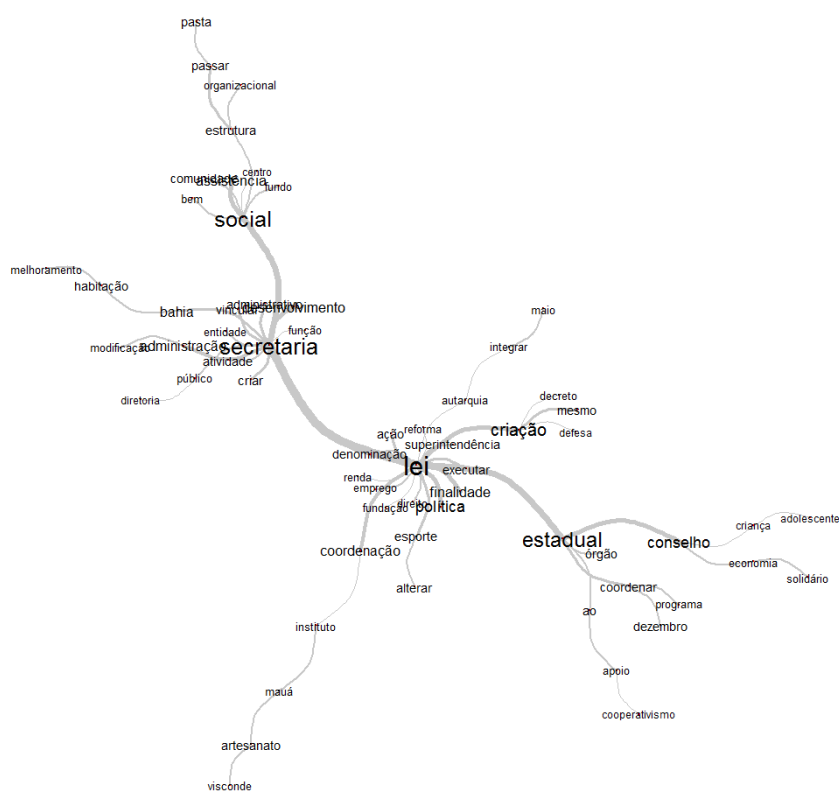 pasta
passar
organizacional
estrutura
centro
comunidade
assistência
fundo
bem
social
melhoramento
habitação
administrativo
desenvolvimento
bahia
vincular
maio
entidade
função
modificação
administração
secretaria
integrar
atividade
público
criar
decreto
diretoria
autarquia
mesmo
reforma
criação
ação
defesa
superintendência
denominação
lei
executar
renda
emprego
finalidade
direito
fundação
política
adolescente
criança
esporte
estadual
conselho
coordenação
órgão
economia
solidário
alterar
coordenar
programa
ao
instituto
dezembro
apoio
mauá
cooperativismo
artesanato
visconde